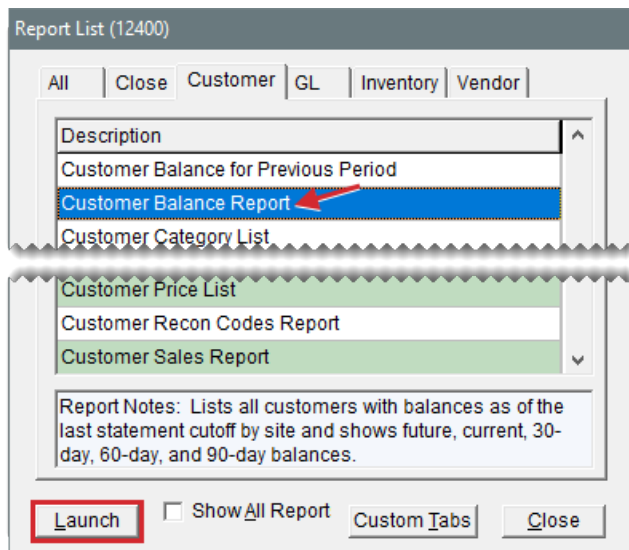 Report List (12400)
All Close Customer GL Inventory Vendor
Description
Customer Balance for Previous Period
Customer Balance Report
Customer Category List
Customer Price List
Customer Recon Codes Report
Customer Sales Report
Report Notes: Lists all customers with balances as of the
last statement cutoff by site and shows future, current, 30-
day, 60-day, and 90-day balances.
Launch Show All Report Custom Tabs Close